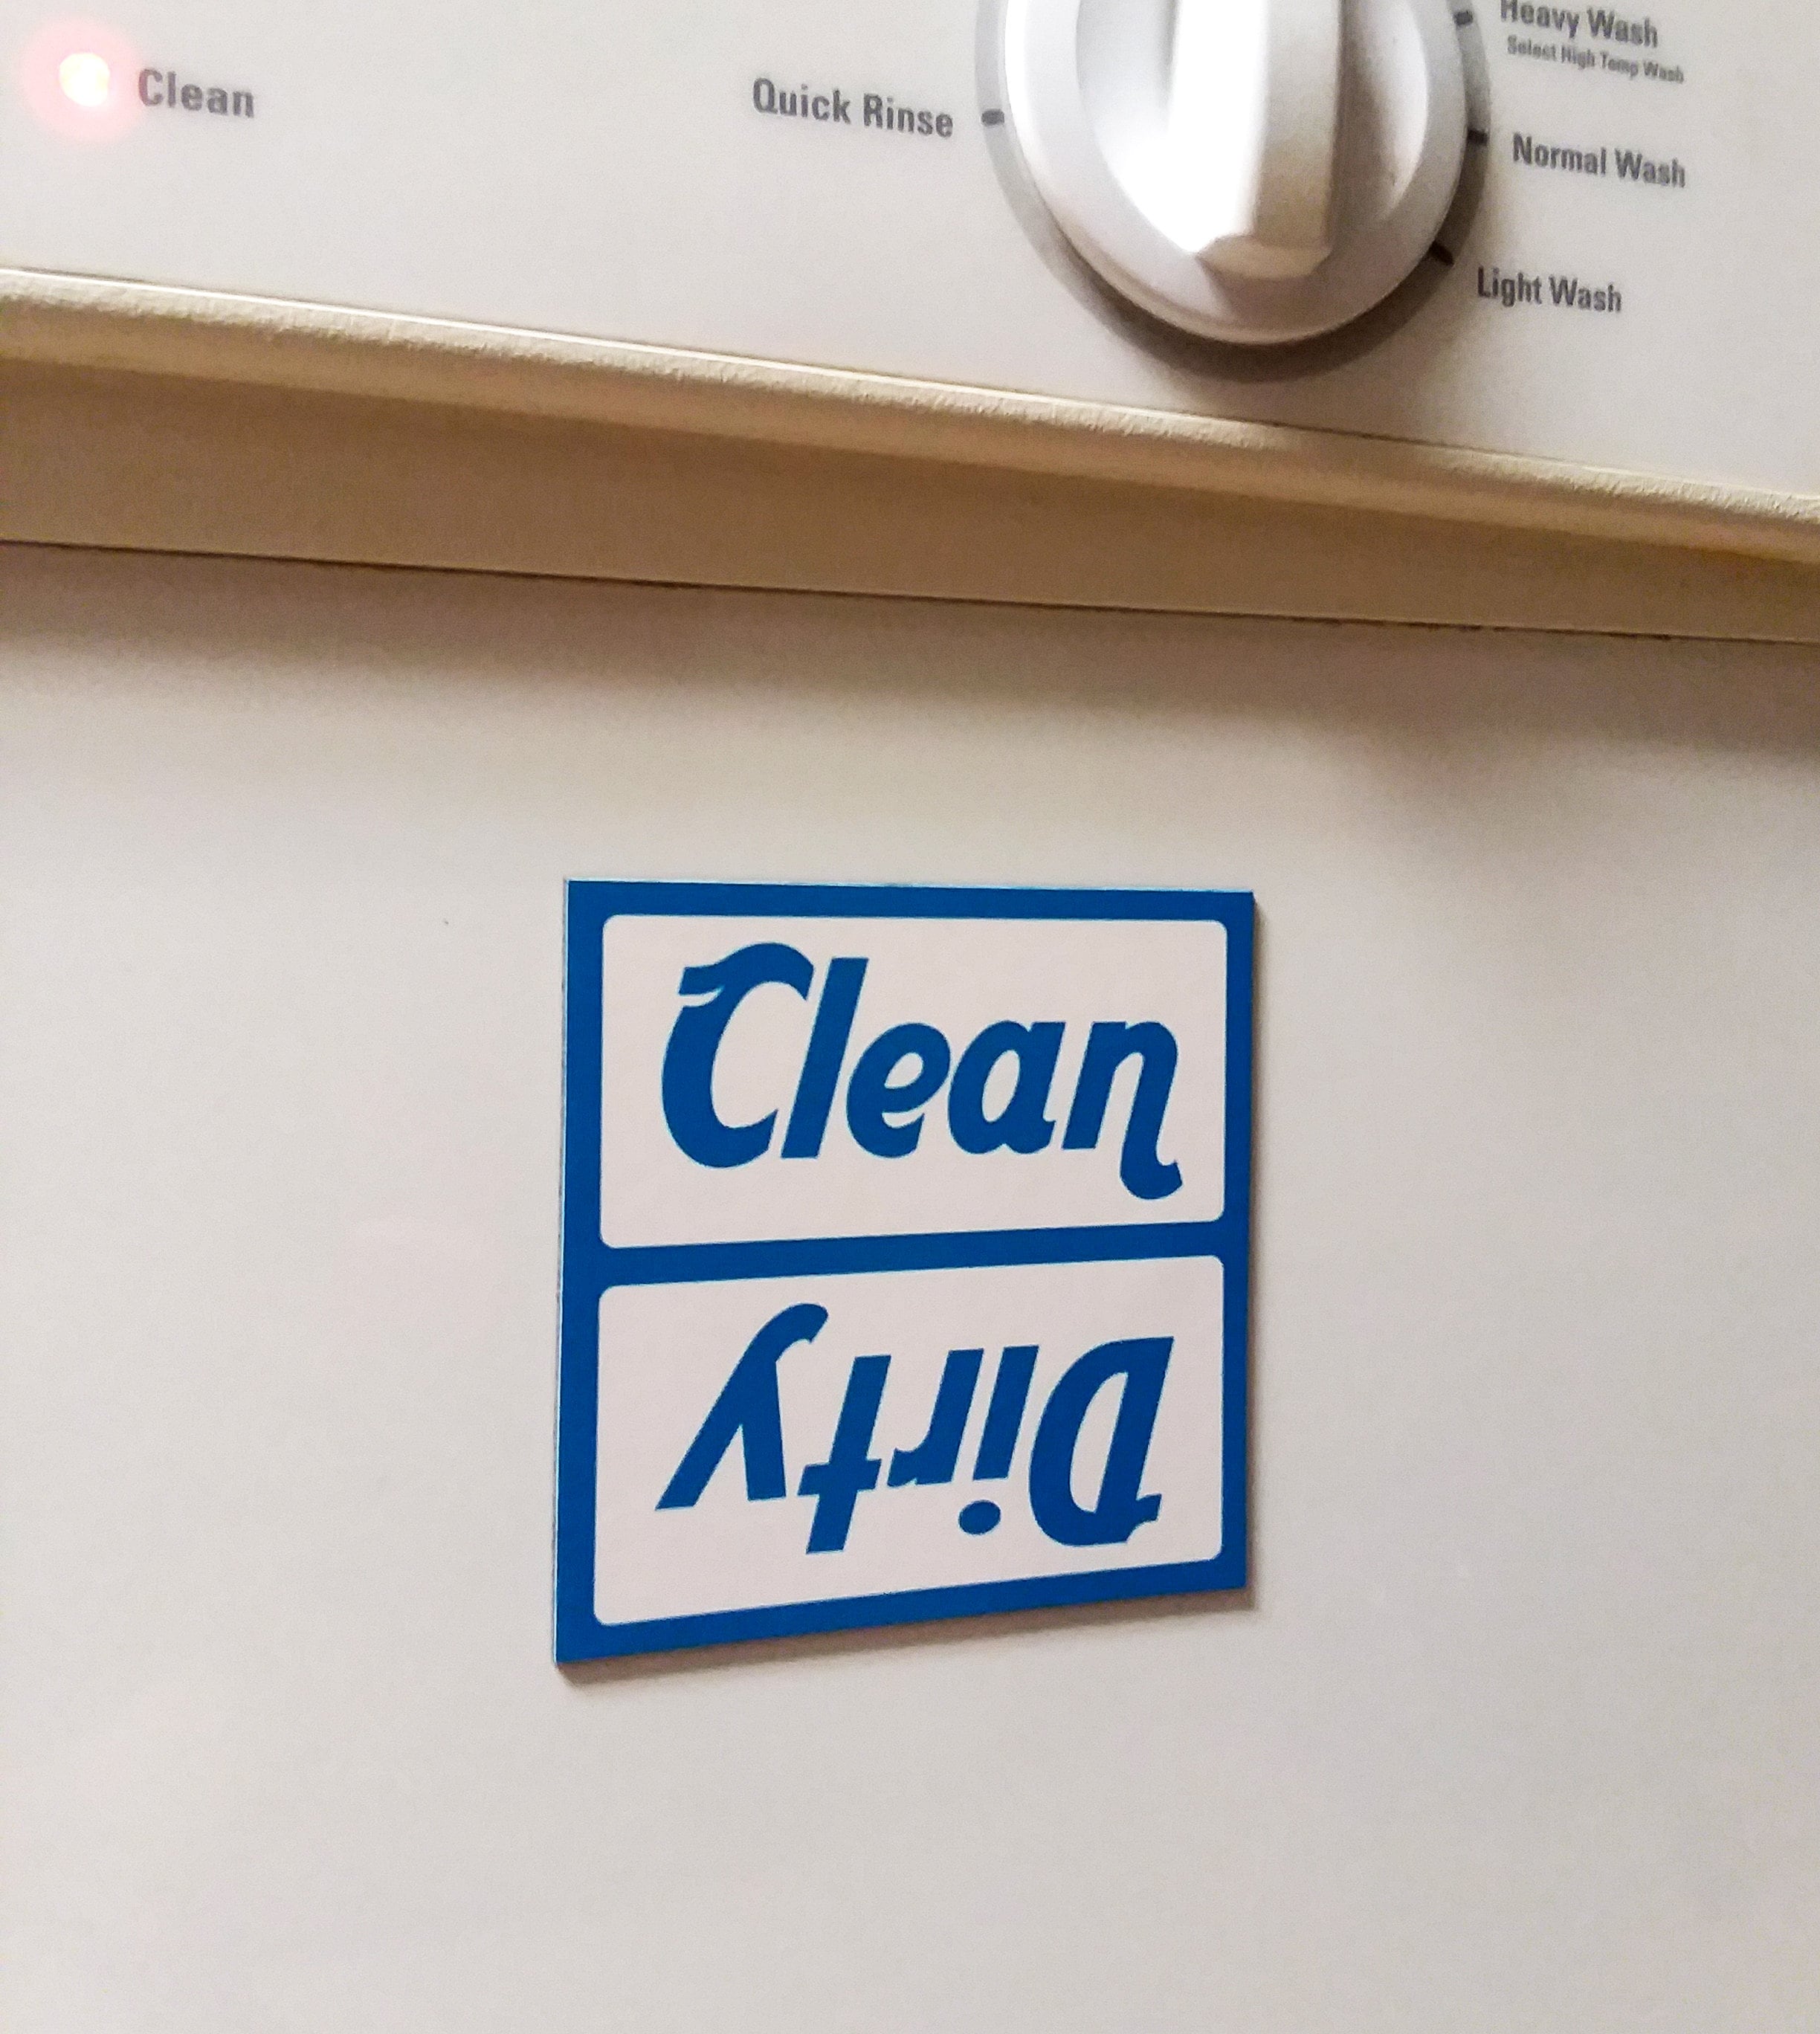 Heavy Wash
Select High Temp Wash
Clean
Quick Rinse
Normal Wash
Light Wash
Clean
Dirty